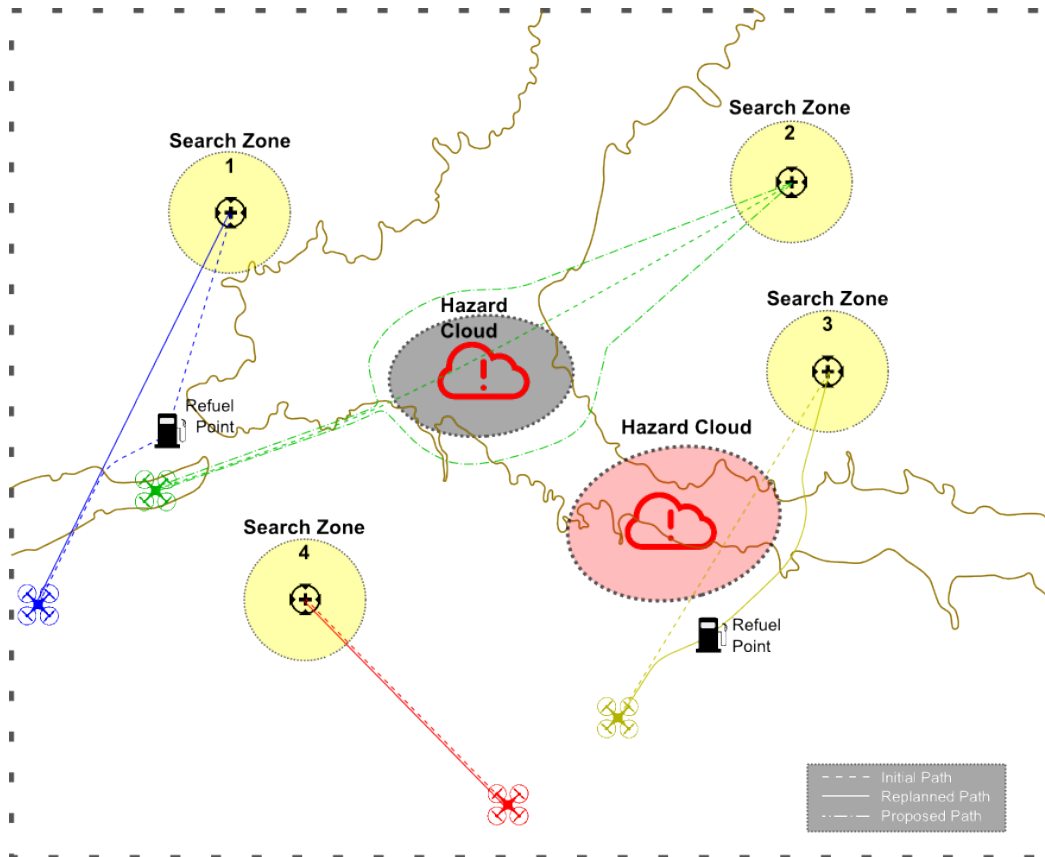 Search Zone
2
Search Zone
1
Search Zone
3
Hazard
Cloud
Refuel
Point
Hazard Cloud
Search Zone
4
Refuel
Point
Initial Path
Replanned Path
Proposed Path